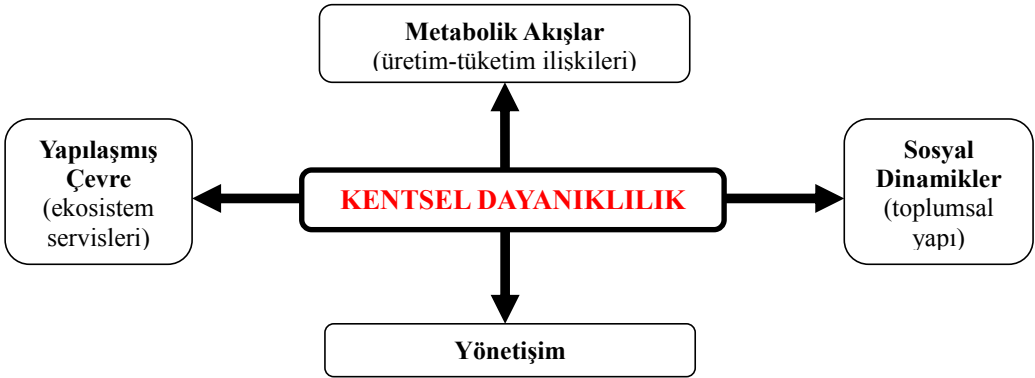 Metabolik Akışlar
(üretim-tüketim ilişkileri)
Yapılaşmış
Çevre
(ekosistem
servisleri)
KENTSEL DAYANIKLILIK
Sosyal
Dinamikler
(toplumsal
yapı)
Yönetişim